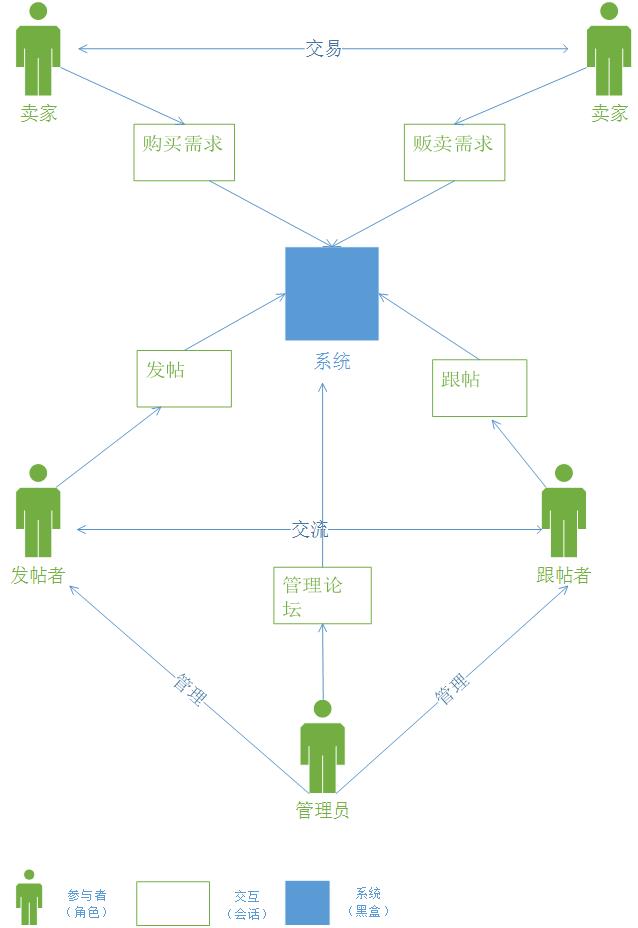 交易
卖家
卖家
购买需求
贩卖需求
系统
发帖
跟帖
交流
发帖者
跟帖者
管理论
坛
管理
管理
管理员
参与者
（角色）
交互
（会话）
系统
（黑盒）